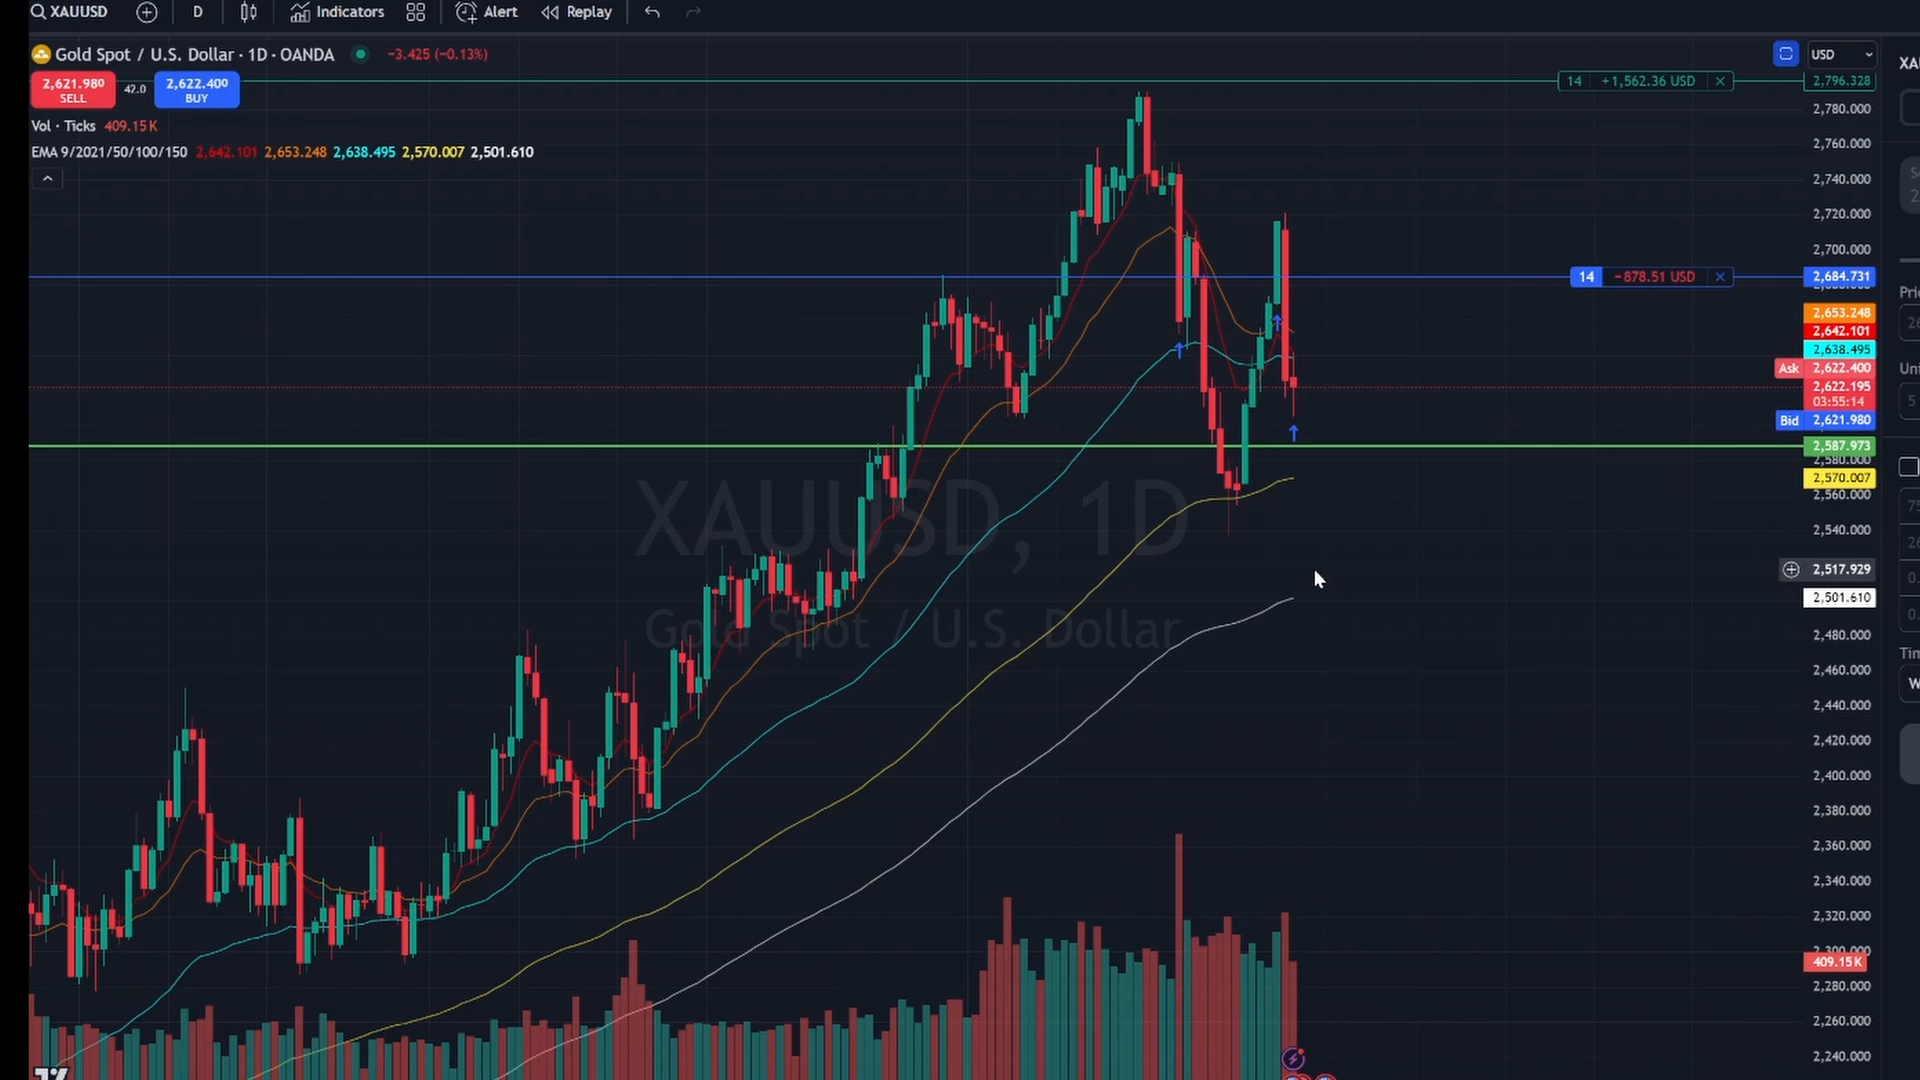 XAUUSD D Indicators Alert Replay
Gold Spot / U.S. Dollar · 1D · OANDA −3.425 (−0.13%)
2,621.980 SELL 42.0 2,622.400 BUY
Vol · Ticks 409.15K
EMA 9/2021/50/100/150 2,642.101 2,653.248 2,638.495 2,570.007 2,501.610
XAUUSD, 1D
Gold Spot / U.S. Dollar
14 +1,562.36 USD
14 −878.51 USD
USD
2,796.328
2,780.000
2,760.000
2,740.000
2,720.000
2,700.000
2,684.731
2,653.248
2,642.101
2,638.495
Ask 2,622.400
2,622.195
03:55:14
Bid 2,621.980
2,587.973
2,580.000
2,570.007
2,560.000
2,540.000
2,517.929
2,501.610
2,480.000
2,460.000
2,440.000
2,420.000
2,400.000
2,380.000
2,360.000
2,340.000
2,320.000
2,300.000
409.15K
2,280.000
2,260.000
2,240.000